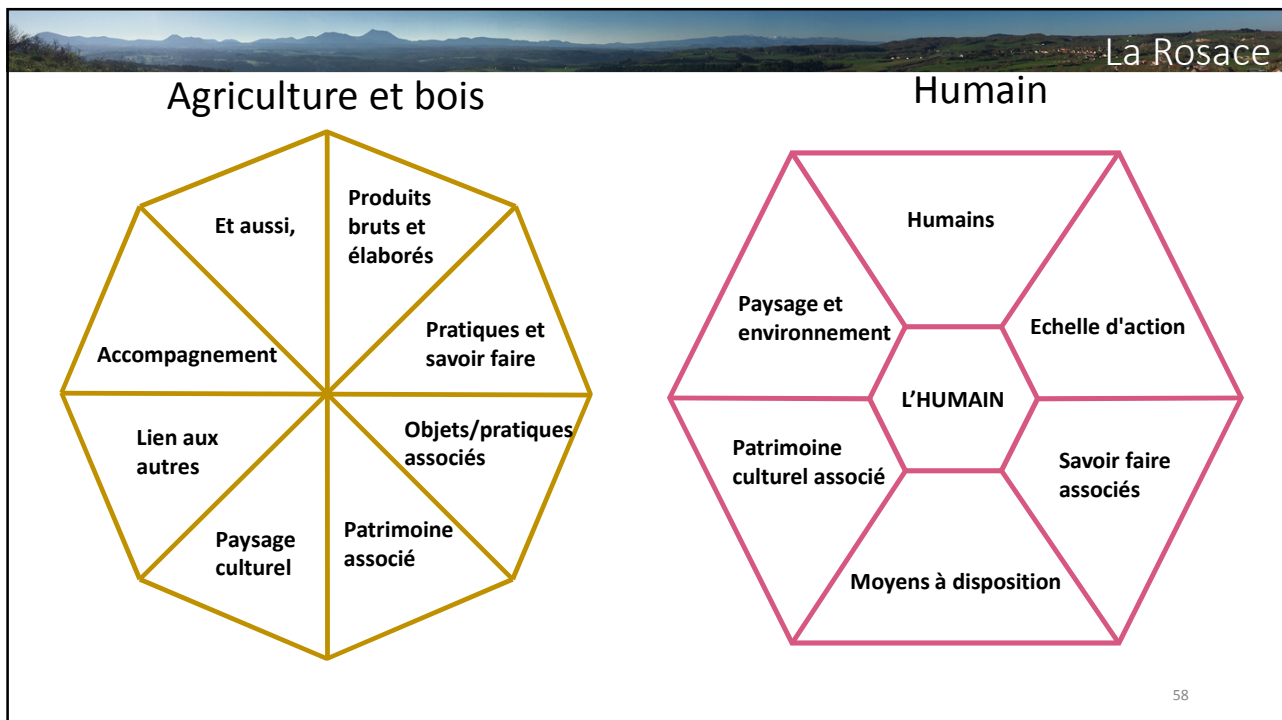 La Rosace
Agriculture et bois
Et aussi,
Produits
bruts et
élaborés
Pratiques et
savoir faire
Objets/pratiques
associés
Patrimoine
associé
Paysage
culturel
Lien aux
autres
Accompagnement
Humain
Humains
Echelle d'action
Savoir faire
associés
Moyens à disposition
Patrimoine
culturel associé
Paysage et
environnement
L'HUMAIN
58